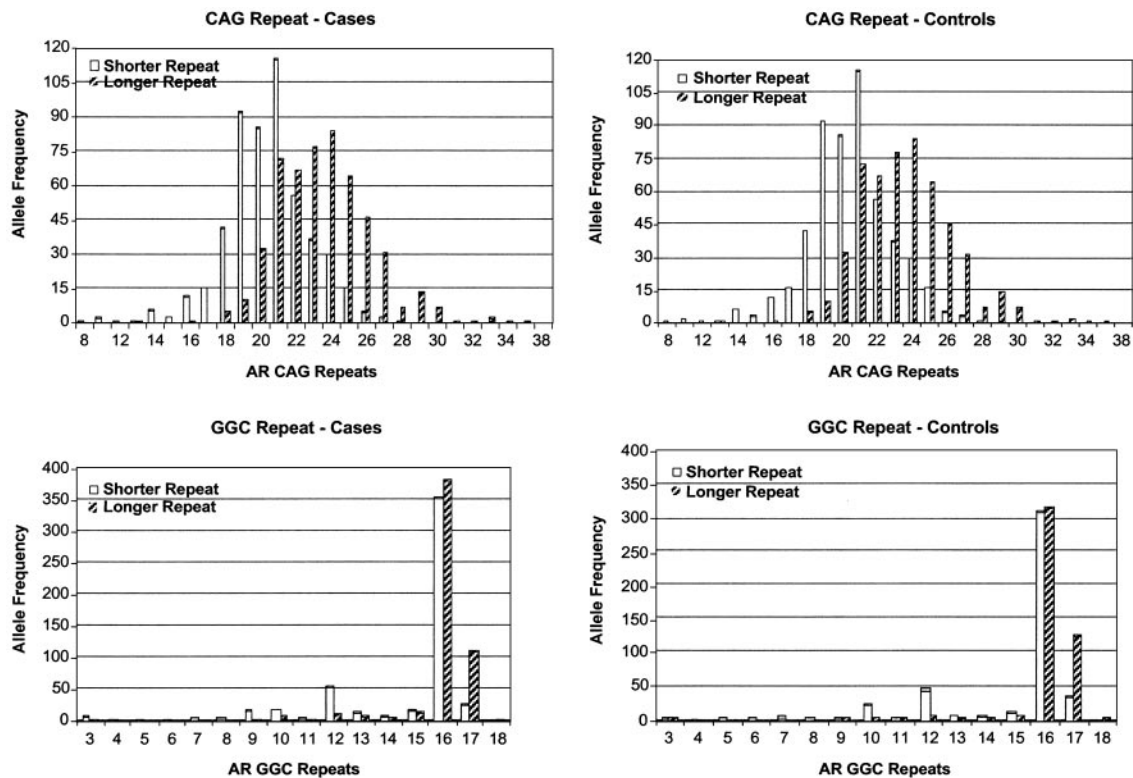 CAG Repeat - Cases
120
105
90
75
60
45
30
15
0
Allele Frequency
Shorter Repeat
Longer Repeat
8 12 14 16 18 20 22 24 26 28 30 32 34 38
AR CAG Repeats
CAG Repeat - Controls
120
105
90
75
60
45
30
15
0
Allele Frequency
Shorter Repeat
Longer Repeat
8 12 14 16 18 20 22 24 26 28 30 32 34 38
AR CAG Repeats
GGC Repeat - Cases
400
350
300
250
200
150
100
50
0
Allele Frequency
Shorter Repeat
Longer Repeat
3 4 5 6 7 8 9 10 11 12 13 14 15 16 17 18
AR GGC Repeats
GGC Repeat - Controls
400
350
300
250
200
150
100
50
0
Allele Frequency
Shorter Repeat
Longer Repeat
3 4 5 6 7 8 9 10 11 12 13 14 15 16 17 18
AR GGC Repeats